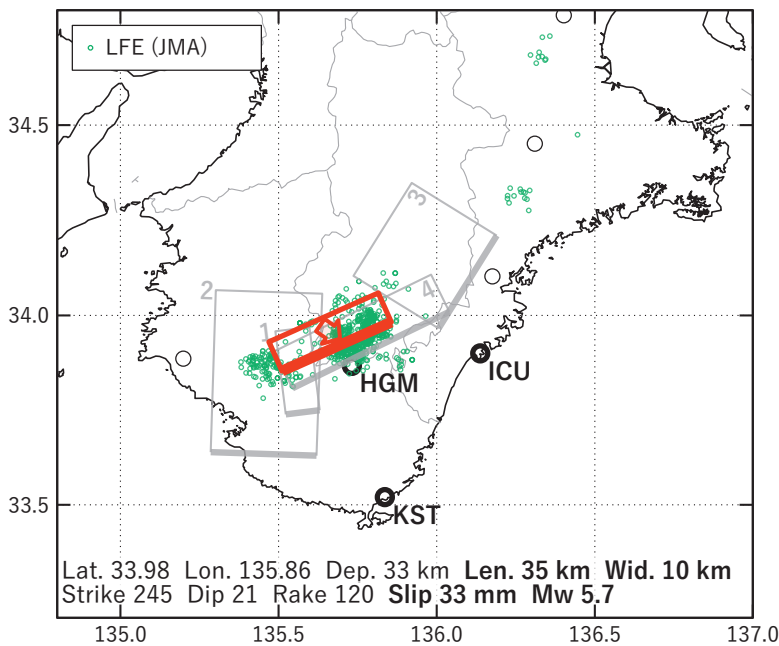 LFE (JMA)
34.5
3
4
2
34.0
1
HGM
ICU
33.5
KST
Lat. 33.98 Lon. 135.86 Dep. 33 km Len. 35 km Wid. 10 km
Strike 245 Dip 21 Rake 120 Slip 33 mm Mw 5.7
135.0 135.5 136.0 136.5 137.0